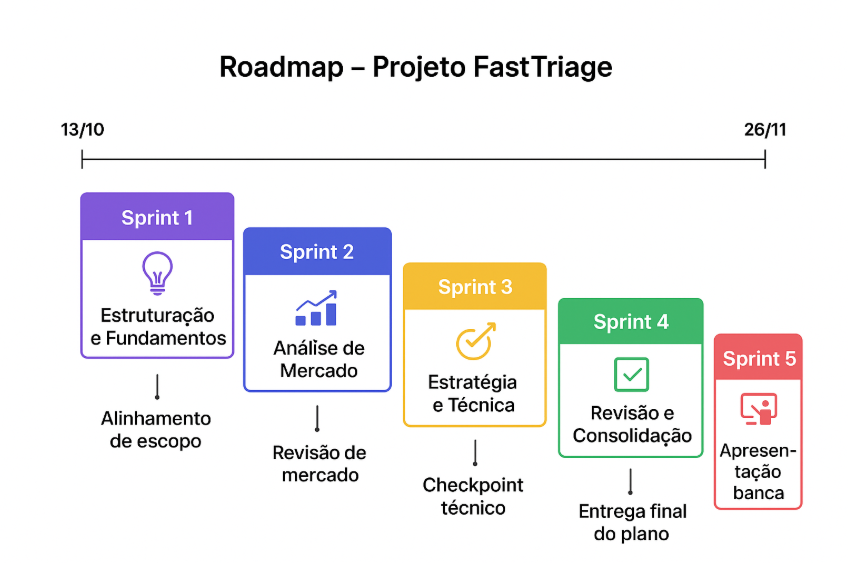 Roadmap – Projeto FastTriage
13/10
26/11
Sprint 1
Estruturação
e Fundamentos
Alinhamento
de escopo
Sprint 2
Análise de
Mercado
Revisão de
mercado
Sprint 3
Estratégia
e Técnica
Checkpoint
técnico
Sprint 4
Revisão e
Consolidação
Entrega final
do plano
Sprint 5
Apresen-
tação
banca